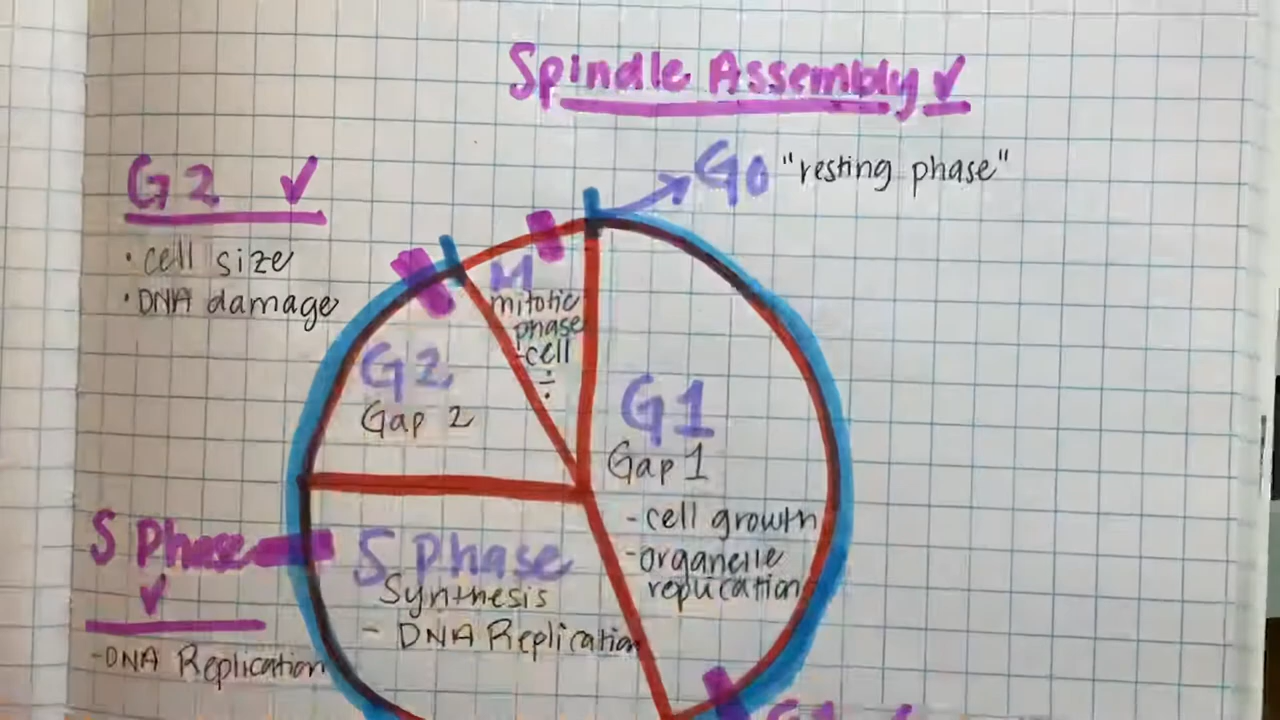 Spindle Assembly ✓
G0 "resting phase"
G2 ✓
· cell size
· DNA damage
M
mitotic
phase
-cell
÷
G2
Gap 2
G1
Gap 1
- cell growth
- organelle
replication
S Phase
✓
- DNA Replication
S phase
Synthesis
- DNA Replication